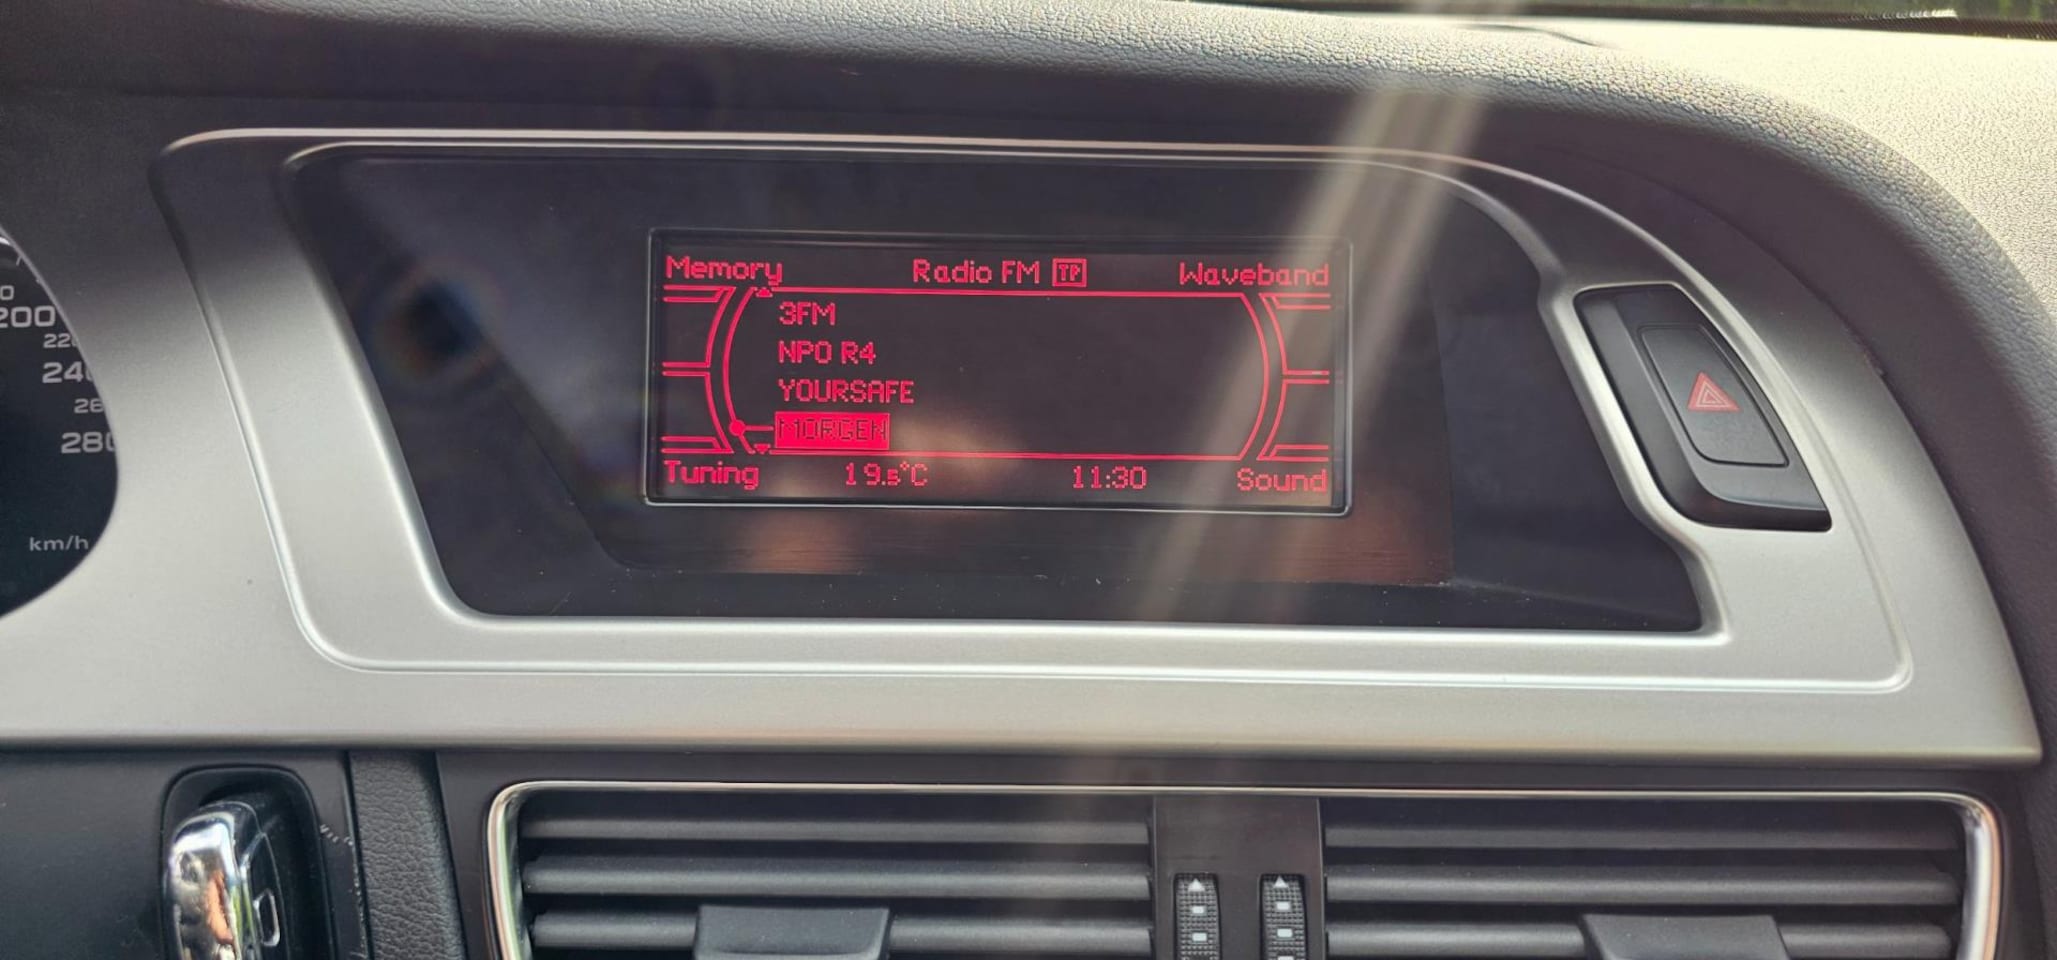 Memory Radio FM TP Waveband
3FM
NPO R4
YOURSAFE
MORGEN
Tuning 19.5°C 11:30 Sound
200
240
280
km/h